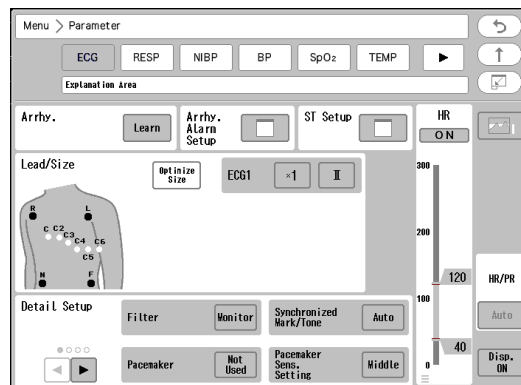 Menu > Parameter
ECG RESP NIBP BP SpO2 TEMP
Explanation Area
Arrhy.
Learn
Arrhy.
Alarm
Setup
ST Setup
HR
ON
Lead/Size
Optimize
Size
ECG1 ×1 II
300
R L
C C2 C3 C4 C6
C5
200
N F
120
HR/PR
100
Auto
Detail Setup
Filter Monitor
Synchronized
Mark/Tone
Auto
40
Disp.
ON
Pacemaker
Not
Used
Pacemaker
Sens.
Setting
Middle
0